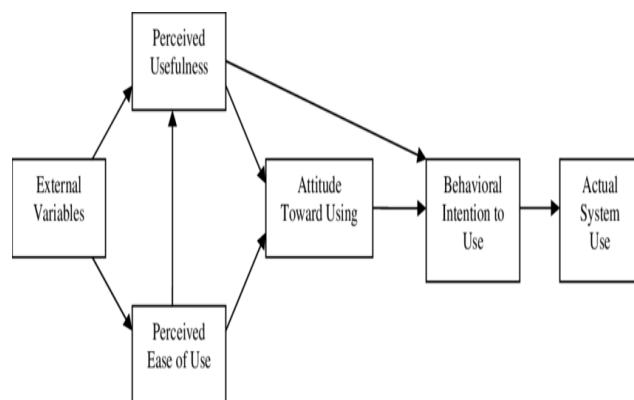 Perceived
Usefulness
External
Variables
Attitude
Toward Using
Behavioral
Intention to
Use
Actual
System
Use
Perceived
Ease of Use